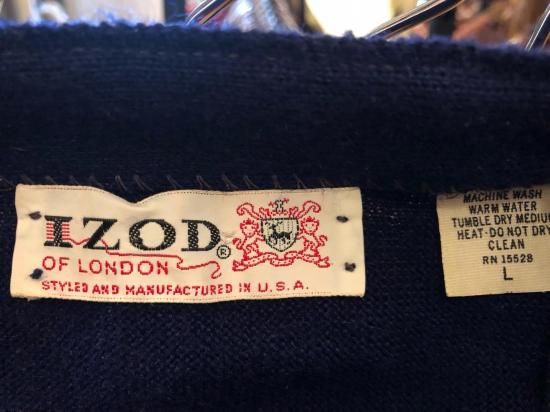 IZOD®
OF LONDON
STYLED AND MANUFACTURED IN U.S.A.
MACHINE WASH
WARM WATER
TUMBLE DRY MEDIU
HEAT-DO NOT DRY
CLEAN
RN 15528
L